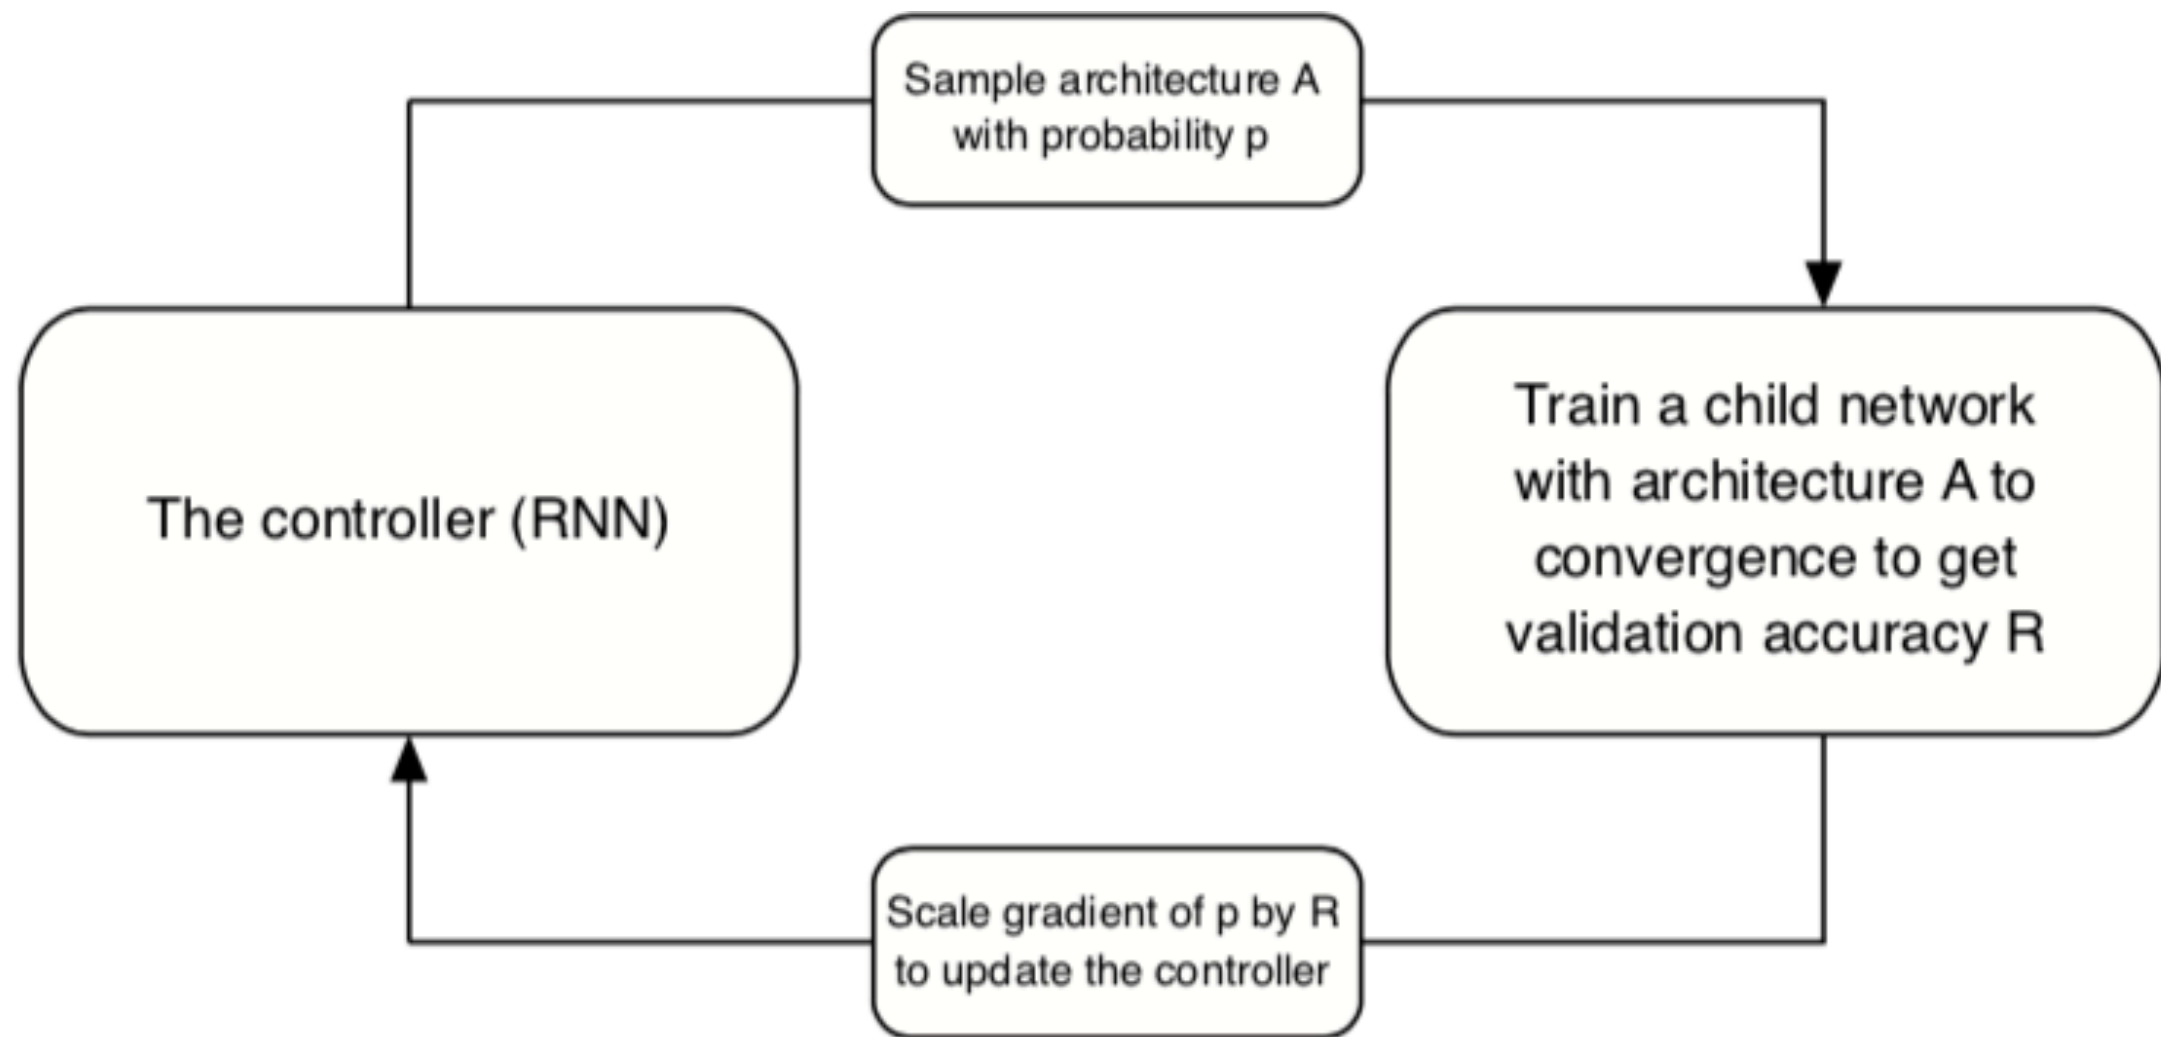 Sample architecture A
with probability p
The controller (RNN)
Train a child network
with architecture A to
convergence to get
validation accuracy R
Scale gradient of p by R
to update the controller